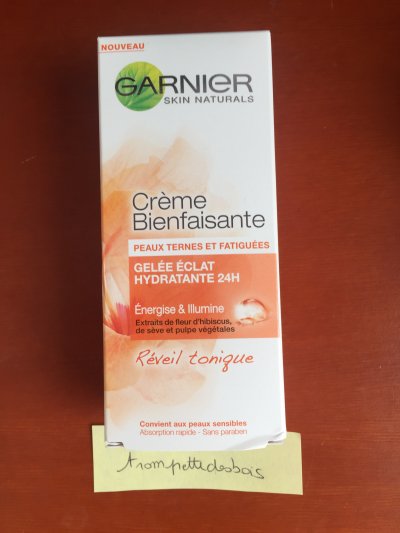 NOUVEAU
GARNIER
SKIN NATURALS
Crème
Bienfaisante
PEAUX TERNES ET FATIGUÉES
GELÉE ÉCLAT
HYDRATANTE 24H
Énergise & Illumine
Extraits de fleur d'hibiscus,
de sève et pulpe végétales
Réveil tonique
Convient aux peaux sensibles
Absorption rapide - Sans paraben
trompettedesbois